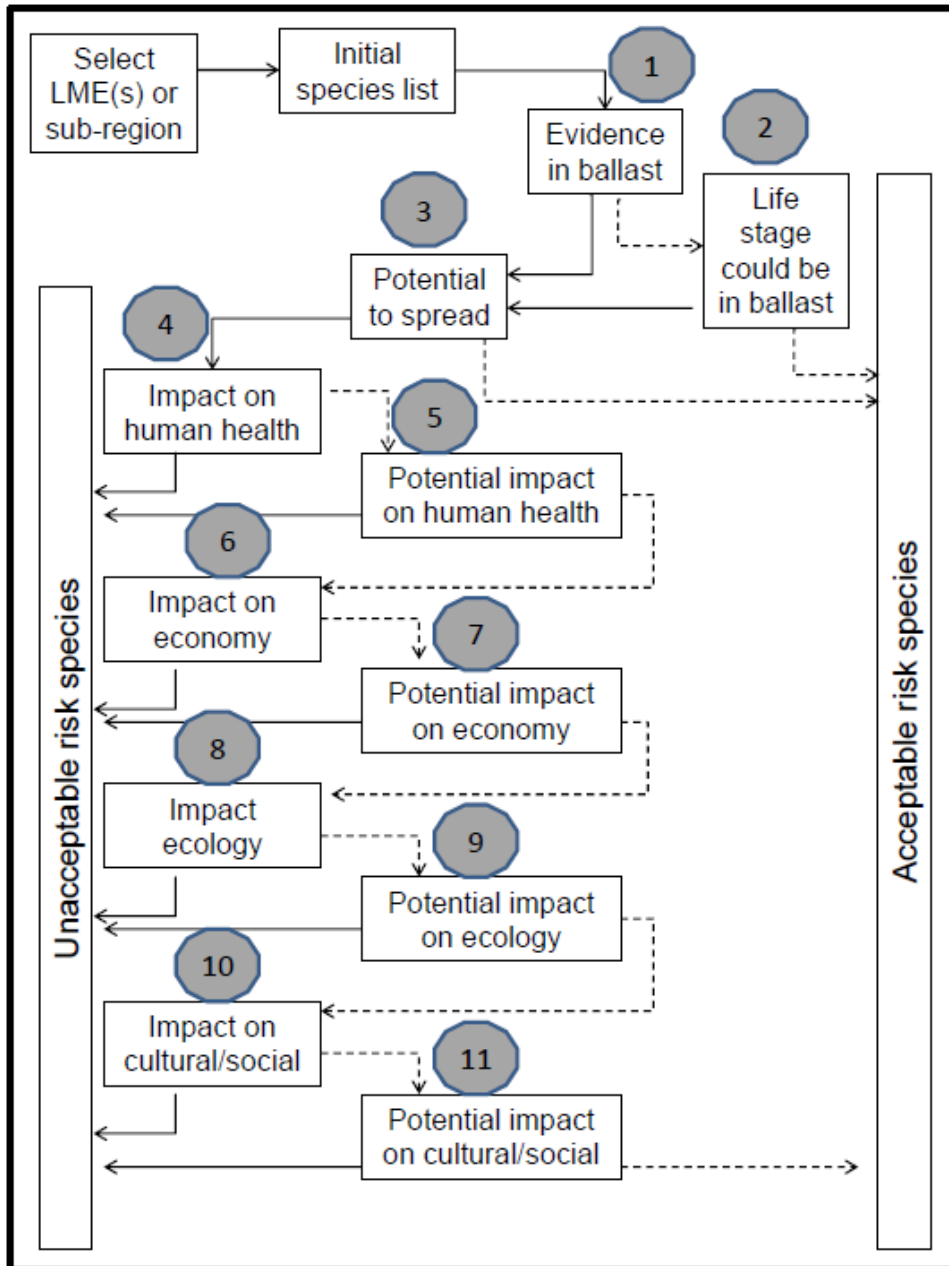 Select
LME(s) or
sub-region
Initial
species list
1
Evidence
in ballast
2
Life
stage
could be
in ballast
3
Potential
to spread
4
Impact on
human health
5
Potential impact
on human health
6
Impact on
economy
7
Potential impact
on economy
8
Impact
ecology
9
Potential impact
on ecology
10
Impact on
cultural/social
11
Potential impact
on cultural/social
Unacceptable risk species
Acceptable risk species